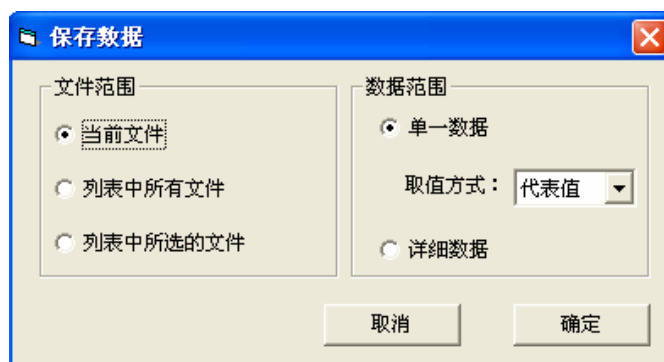 保存数据
文件范围
当前文件
列表中所有文件
列表中所选的文件
数据范围
单一数据
取值方式： 代表值
详细数据
取消 确定